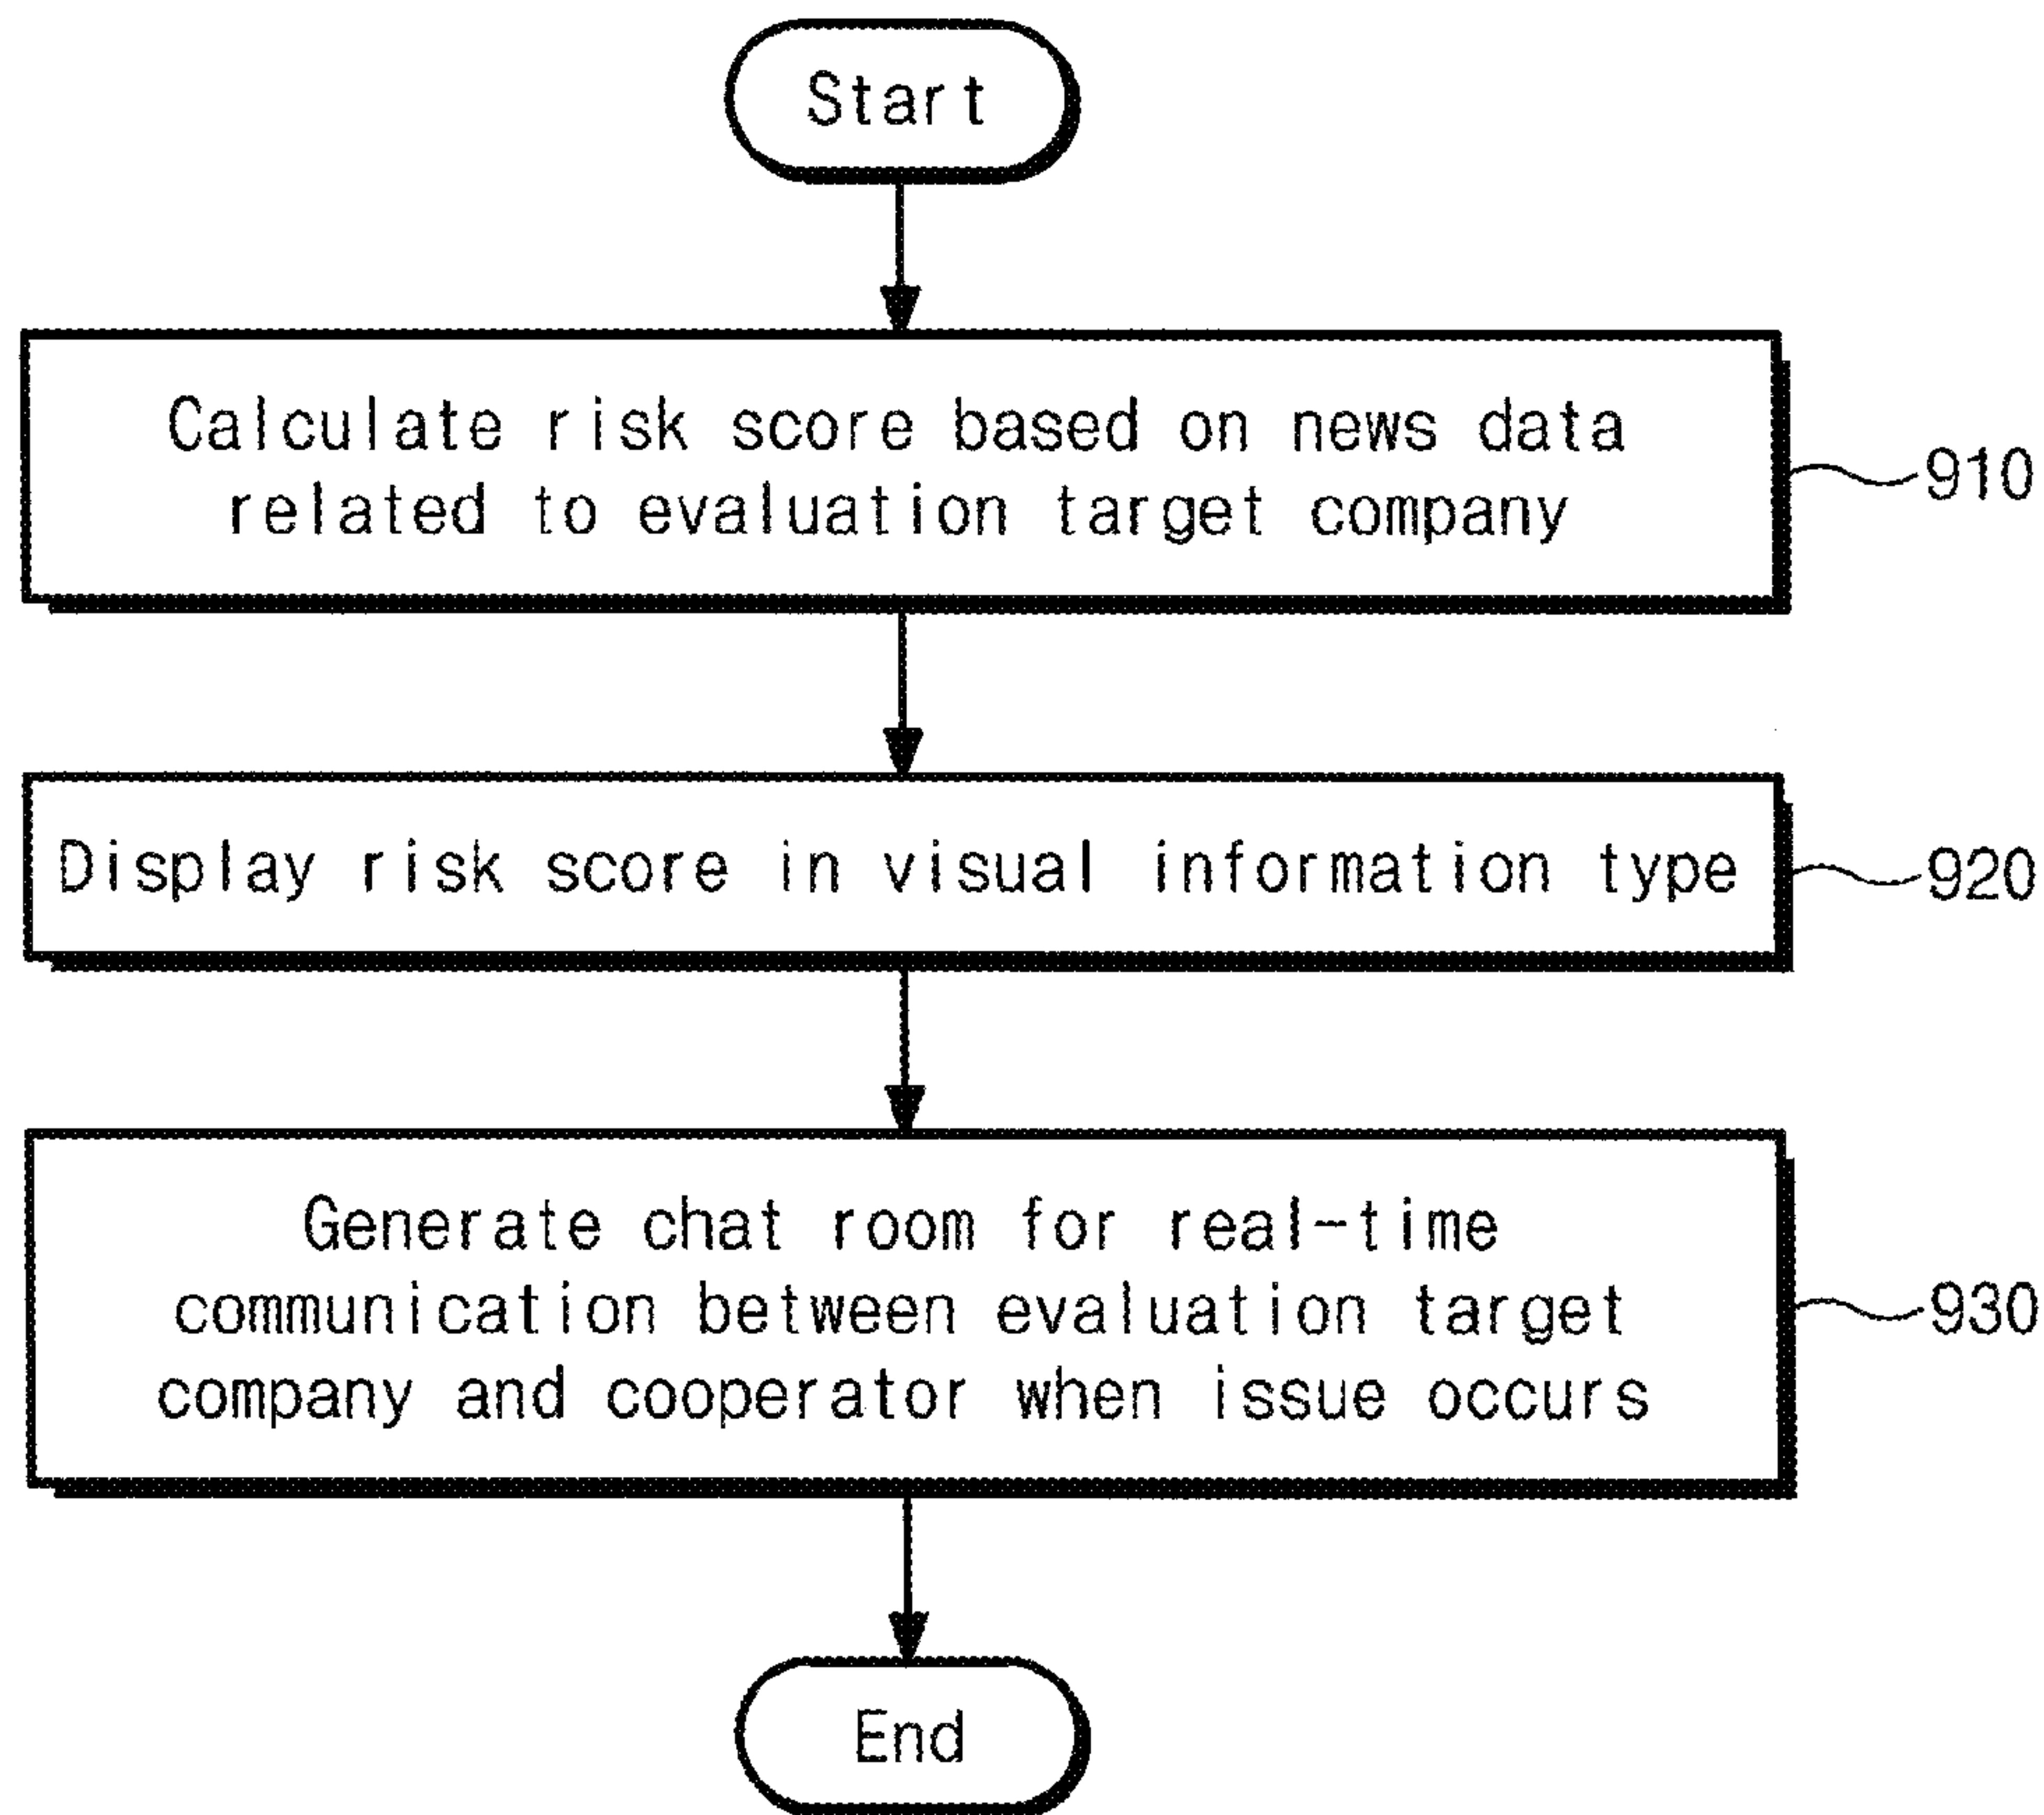 Start
Calculate risk score based on news data
related to evaluation target company
910
Display risk score in visual information type
920
Generate chat room for real-time
communication between evaluation target
company and cooperator when issue occurs
930
End